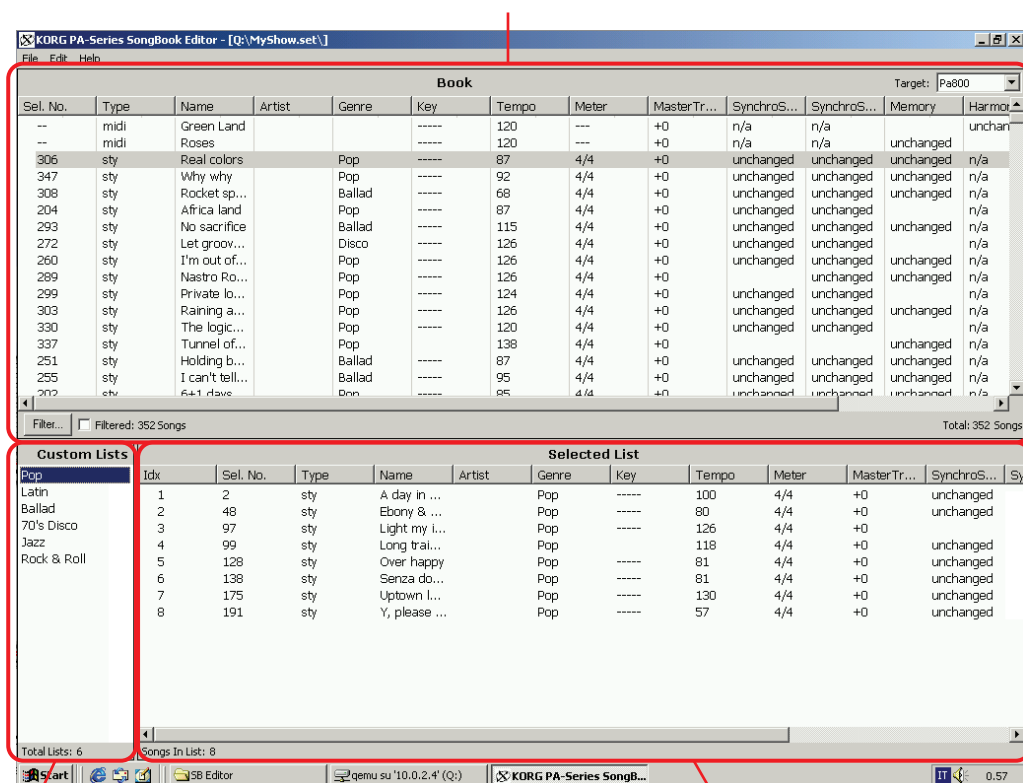 KORG PA-Series SongBook Editor - [Q:\MyShow.set\]
File Edit Help
Book Target: Pa800
Sel. No. Type Name Artist Genre Key Tempo Meter MasterTr... SynchroS... SynchroS... Memory Harmo
-- midi Green Land ----- 120 --- +0 n/a n/a unchan
-- midi Roses ----- 120 --- +0 n/a n/a unchanged
306 sty Real colors Pop ----- 87 4/4 +0 unchanged unchanged unchanged n/a
347 sty Why why Pop ----- 92 4/4 +0 unchanged unchanged unchanged n/a
308 sty Rocket sp... Ballad ----- 68 4/4 +0 unchanged unchanged unchanged n/a
204 sty Africa land Pop ----- 87 4/4 +0 unchanged unchanged n/a
293 sty No sacrifice Ballad ----- 115 4/4 +0 unchanged unchanged unchanged n/a
272 sty Let groov... Disco ----- 126 4/4 +0 unchanged unchanged n/a
260 sty I'm out of... Pop ----- 126 4/4 +0 unchanged unchanged unchanged n/a
289 sty Nastro Ro... Pop ----- 126 4/4 +0 unchanged unchanged n/a
299 sty Private lo... Pop ----- 124 4/4 +0 unchanged unchanged n/a
303 sty Raining a... Pop ----- 126 4/4 +0 unchanged unchanged unchanged n/a
330 sty The logic... Pop ----- 120 4/4 +0 unchanged unchanged n/a
337 sty Tunnel of... Pop 138 4/4 +0 unchanged n/a
251 sty Holding b... Ballad ----- 87 4/4 +0 unchanged unchanged unchanged n/a
255 sty I can't tell... Ballad ----- 95 4/4 +0 unchanged unchanged unchanged n/a
202 sty 6+1 days Pop ----- 85 4/4 +0 unchanged unchanged unchanged n/a
Filter... Filtered: 352 Songs Total: 352 Songs
Custom Lists
Pop
Latin
Ballad
70's Disco
Jazz
Rock & Roll
Total Lists: 6
Selected List
Idx Sel. No. Type Name Artist Genre Key Tempo Meter MasterTr... SynchroS... Sy
1 2 sty A day in ... Pop ----- 100 4/4 +0 unchanged
2 48 sty Ebony & ... Pop ----- 80 4/4 +0 unchanged
3 97 sty Light my i... Pop ----- 126 4/4 +0
4 99 sty Long trai... Pop 118 4/4 +0 unchanged
5 128 sty Over happy Pop ----- 81 4/4 +0 unchanged
6 138 sty Senza do... Pop ----- 81 4/4 +0 unchanged
7 175 sty Uptown l... Pop ----- 130 4/4 +0 unchanged
8 191 sty Y, please ... Pop ----- 57 4/4 +0 unchanged
Songs In List: 8
Start SB Editor qemu su '10.0.2.4' (Q:) KORG PA-Series SongB... IT 0.57